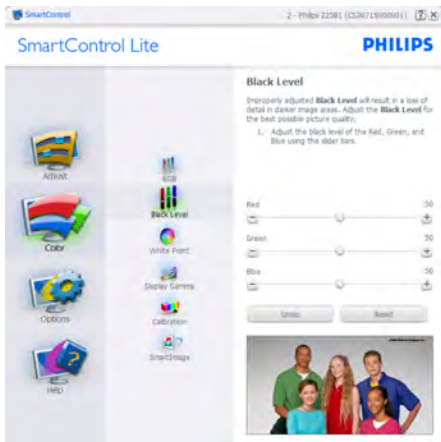 SmartControl
2 - Philips 225B1
SmartControl Lite
PHILIPS
Black Level
Improperly adjusted Black Level will result in a loss of
detail in darker image areas. Adjust the Black Level for
the best possible picture quality:
1. Adjust the black level of the Red, Green, and
Blue using the slider bars.
Adjust
Color
Options
Help
RGB
Black Level
White Point
Display Gamma
Calibration
SmartImage
Red 50
Green 50
Blue 50
Undo
Reset